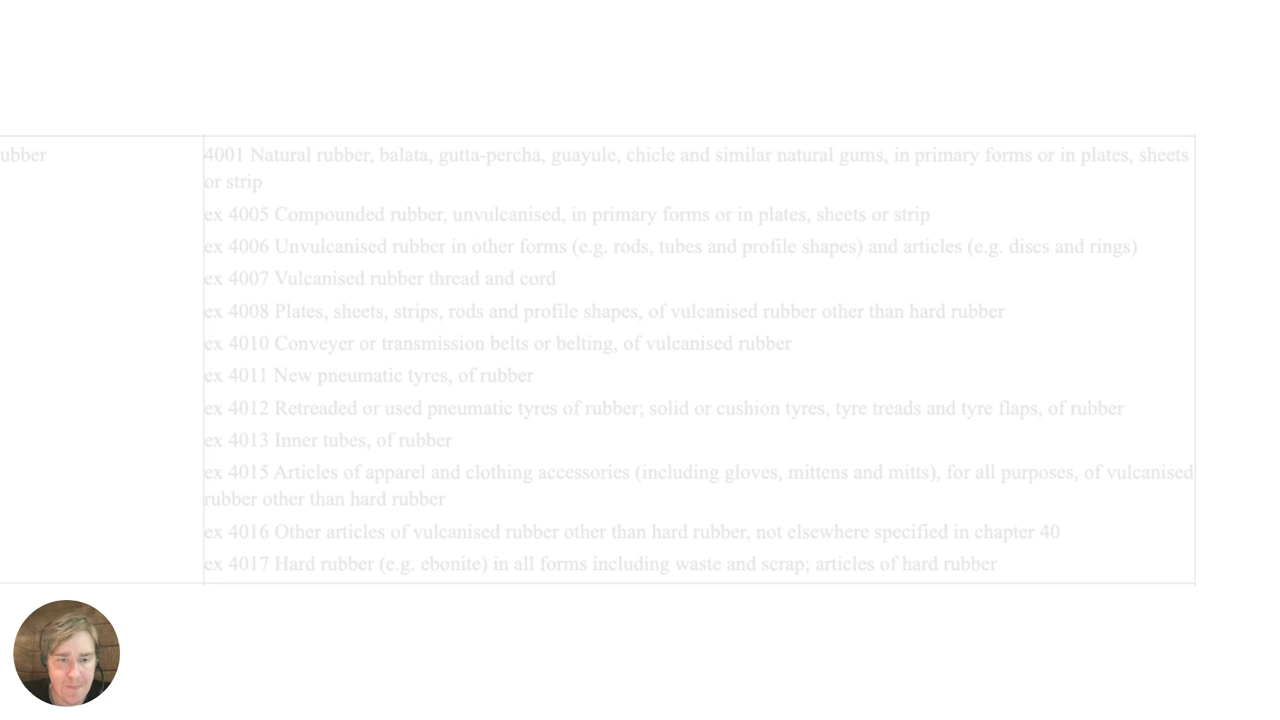 ubber
4001 Natural rubber, balata, gutta-percha, guayule, chicle and similar natural gums, in primary forms or in plates, sheets
or strip
ex 4005 Compounded rubber, unvulcanised, in primary forms or in plates, sheets or strip
ex 4006 Unvulcanised rubber in other forms (e.g. rods, tubes and profile shapes) and articles (e.g. discs and rings)
ex 4007 Vulcanised rubber thread and cord
ex 4008 Plates, sheets, strips, rods and profile shapes, of vulcanised rubber other than hard rubber
ex 4010 Conveyer or transmission belts or belting, of vulcanised rubber
ex 4011 New pneumatic tyres, of rubber
ex 4012 Retreaded or used pneumatic tyres of rubber; solid or cushion tyres, tyre treads and tyre flaps, of rubber
ex 4013 Inner tubes, of rubber
ex 4015 Articles of apparel and clothing accessories (including gloves, mittens and mitts), for all purposes, of vulcanised
rubber other than hard rubber
ex 4016 Other articles of vulcanised rubber other than hard rubber, not elsewhere specified in chapter 40
ex 4017 Hard rubber (e.g. ebonite) in all forms including waste and scrap; articles of hard rubber